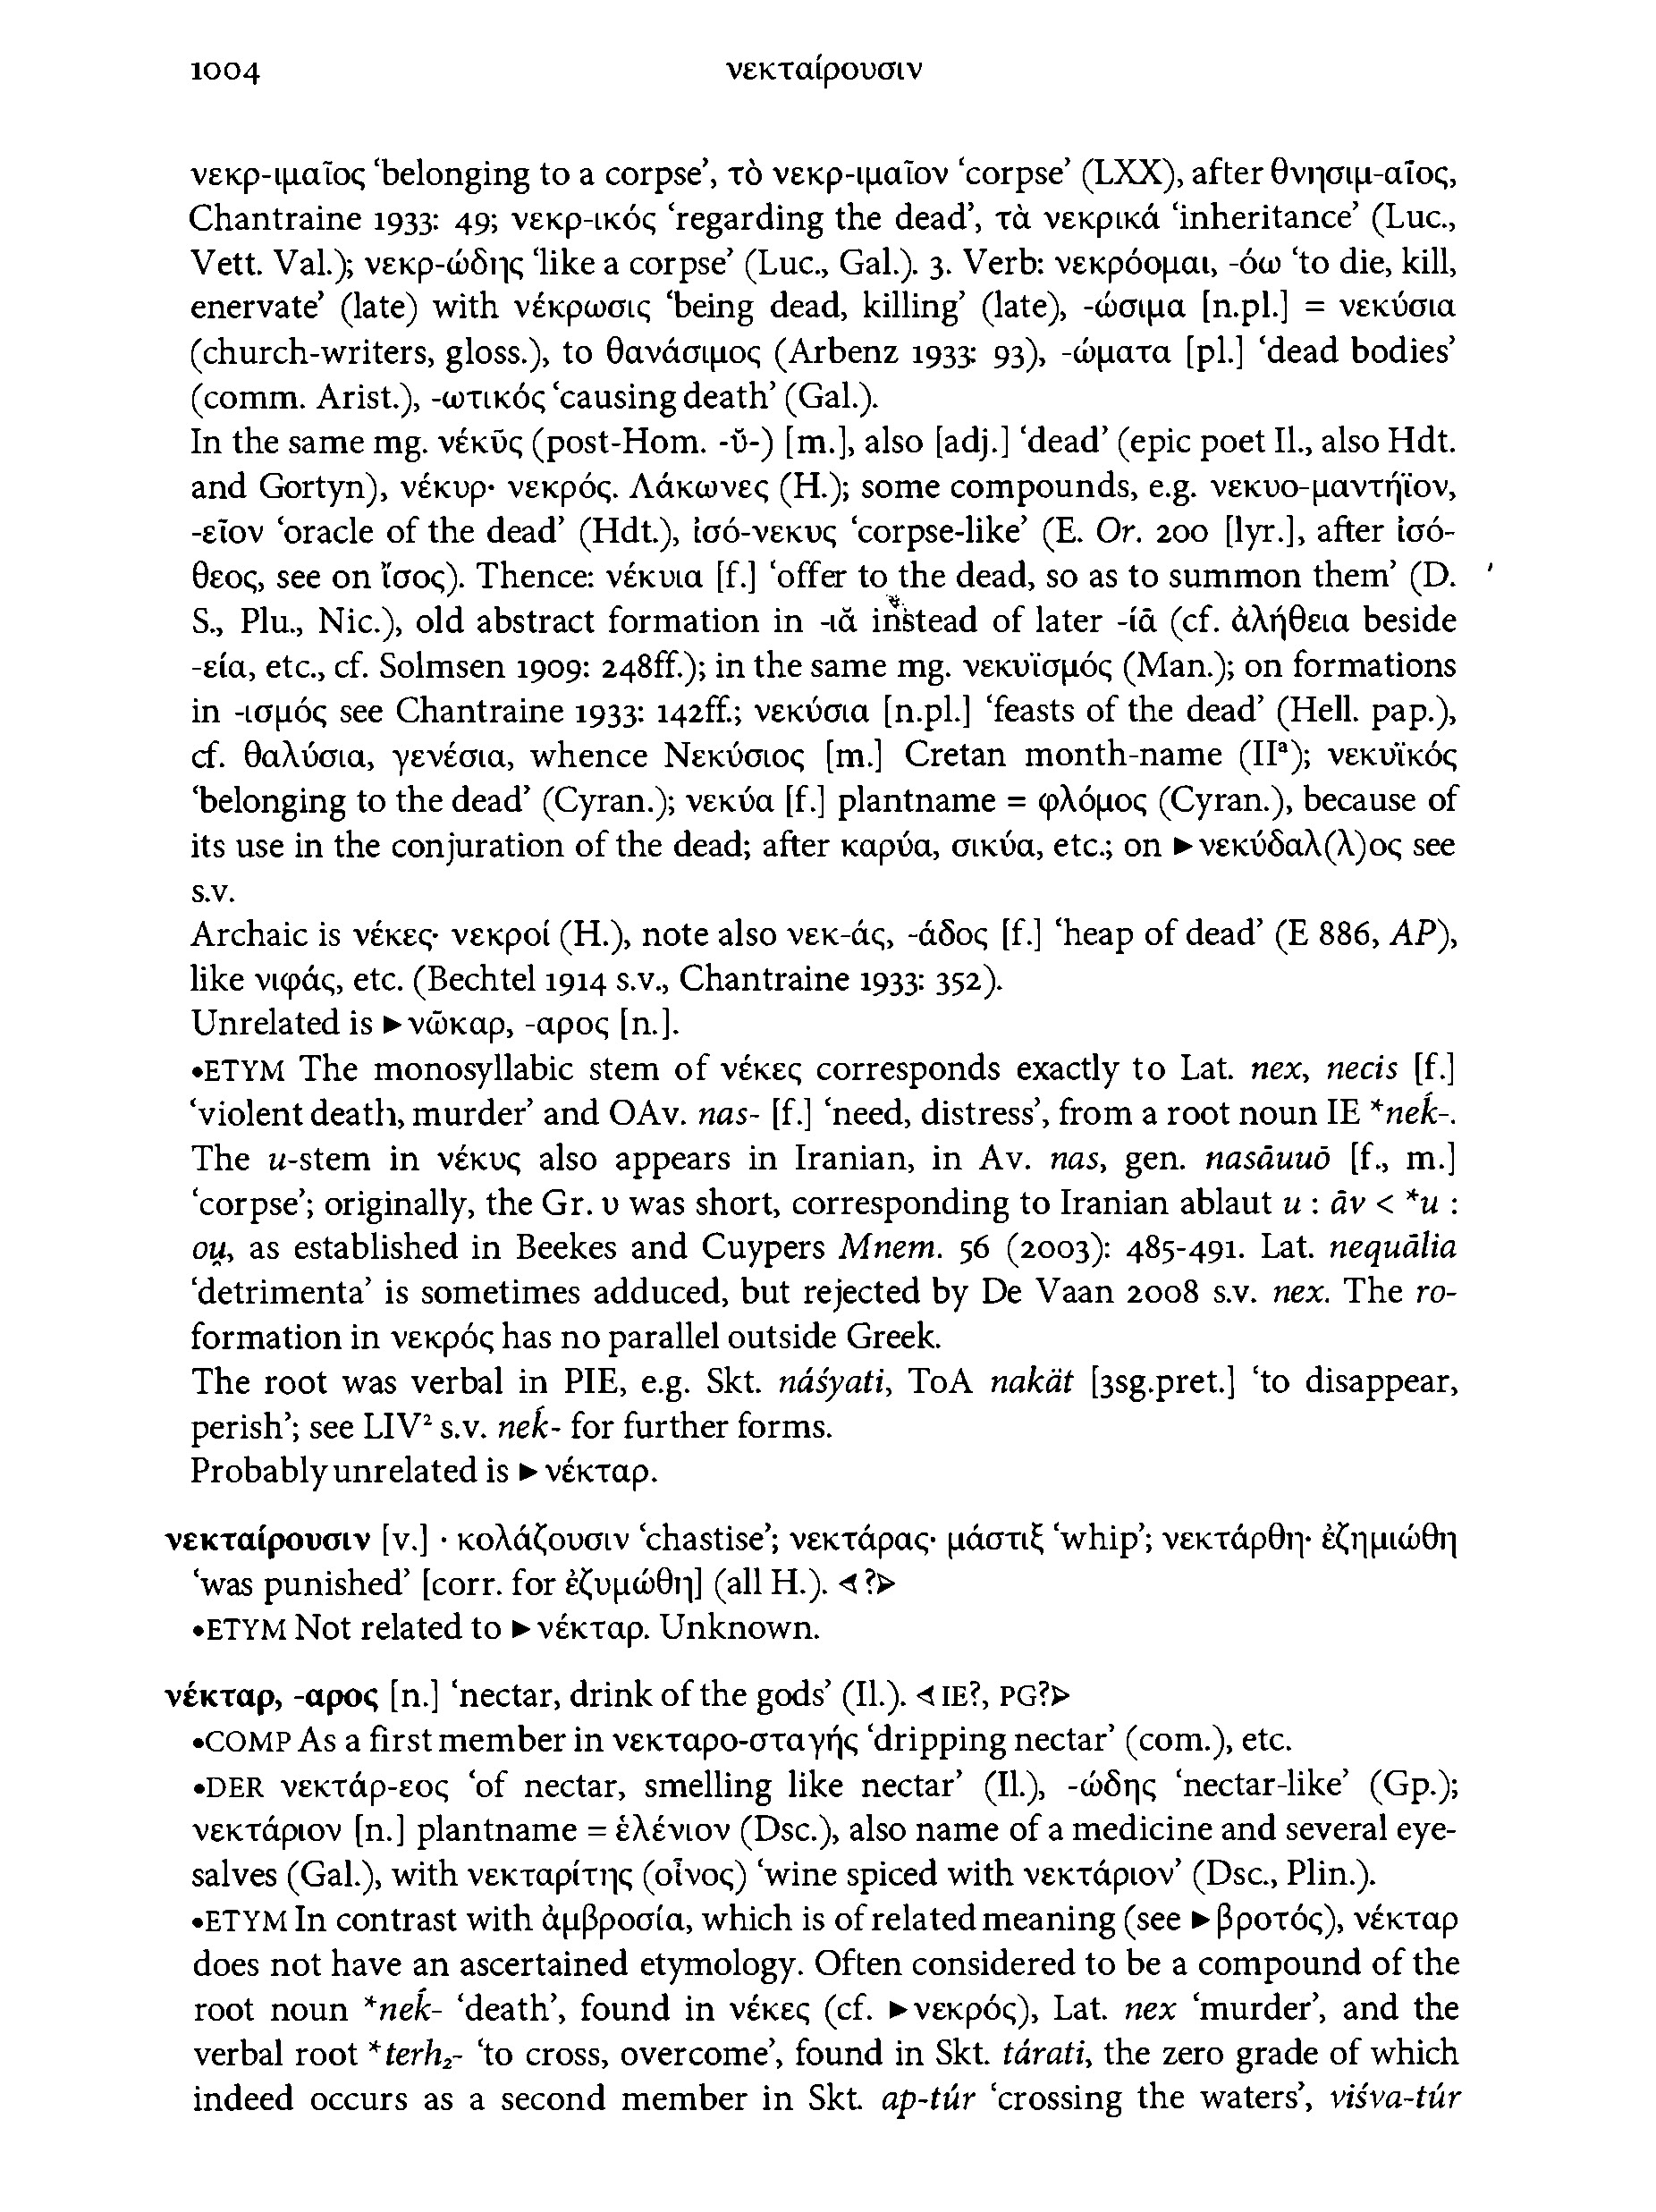 1004 νεκταίρουσιν
νεκρ-ιμαῖος ‘belonging to a corpse’, τὸ νεκρ-ιμαῖον ‘corpse’ (LXX), after θνησιμ-αῖος,
Chantraine 1933: 49; νεκρ-ικός ‘regarding the dead’, τὰ νεκρικά ‘inheritance’ (Luc.,
Vett. Val.); νεκρ-ώδης ‘like a corpse’ (Luc., Gal.). 3. Verb: νεκρόομαι, -όω ‘to die, kill,
enervate’ (late) with νέκρωσις ‘being dead, killing’ (late), -ώσιμα [n.pl.] = νεκύσια
(church-writers, gloss.), to θανάσιμος (Arbenz 1933: 93), -ώματα [pl.] ‘dead bodies’
(comm. Arist.), -ωτικός ‘causing death’ (Gal.).
In the same mg. νέκῡς (post-Hom. -ῠ-) [m.], also [adj.] ‘dead’ (epic poet Il., also Hdt.
and Gortyn), νέκυρ· νεκρός. Λάκωνες (H.); some compounds, e.g. νεκυο-μαντήϊον,
-εῖον ‘oracle of the dead’ (Hdt.), ἰσό-νεκυς ‘corpse-like’ (E. Or. 200 [lyr.], after ἰσό-
θεος, see on ἴσος). Thence: νέκυια [f.] ‘offer to the dead, so as to summon them’ (D.
S., Plu., Nic.), old abstract formation in -ιᾰ instead of later -ίᾱ (cf. ἀλήθεια beside
-εία, etc., cf. Solmsen 1909: 248ff.); in the same mg. νεκυϊσμός (Man.); on formations
in -ισμός see Chantraine 1933: 142ff.; νεκύσια [n.pl.] ‘feasts of the dead’ (Hell. pap.),
cf. θαλύσια, γενέσια, whence Νεκύσιος [m.] Cretan month-name (IIᵃ); νεκυϊκός
‘belonging to the dead’ (Cyran.); νεκύα [f.] plantname = φλόμος (Cyran.), because of
its use in the conjuration of the dead; after καρύα, σικύα, etc.; on ►νεκύδαλ(λ)ος see
s.v.
Archaic is νέκες· νεκροί (H.), note also νεκ-άς, -άδος [f.] ‘heap of dead’ (E 886, AP),
like νιφάς, etc. (Bechtel 1914 s.v., Chantraine 1933: 352).
Unrelated is ►νῶκαρ, -αρος [n.].
•ETYM The monosyllabic stem of νέκες corresponds exactly to Lat. nex, necis [f.]
‘violent death, murder’ and OAv. nas- [f.] ‘need, distress’, from a root noun IE *neḱ-.
The u-stem in νέκυς also appears in Iranian, in Av. nas, gen. nasāuuō [f., m.]
‘corpse’; originally, the Gr. υ was short, corresponding to Iranian ablaut u : āv < *u :
ou̯, as established in Beekes and Cuypers Mnem. 56 (2003): 485-491. Lat. nequālia
‘detrimenta’ is sometimes adduced, but rejected by De Vaan 2008 s.v. nex. The ro-
formation in νεκρός has no parallel outside Greek.
The root was verbal in PIE, e.g. Skt. náśyati, ToA nakät [3sg.pret.] ‘to disappear,
perish’; see LIV² s.v. neḱ- for further forms.
Probably unrelated is ►νέκταρ.
νεκταίρουσιν [v.] · κολάζουσιν ‘chastise’; νεκτάρας· μάστιξ ‘whip’; νεκτάρθη· ἐζημιώθη
‘was punished’ [corr. for ἐζυμώθη] (all H.). ⊲?⊳
•ETYM Not related to ►νέκταρ. Unknown.
νέκταρ, -αρος [n.] ‘nectar, drink of the gods’ (Il.). ⊲IE?, PG?⊳
•COMP As a first member in νεκταρο-σταγής ‘dripping nectar’ (com.), etc.
•DER νεκτάρ-εος ‘of nectar, smelling like nectar’ (Il.), -ώδης ‘nectar-like’ (Gp.);
νεκτάριον [n.] plantname = ἑλένιον (Dsc.), also name of a medicine and several eye-
salves (Gal.), with νεκταρίτης (οἶνος) ‘wine spiced with νεκτάριον’ (Dsc., Plin.).
•ETYM In contrast with ἀμβροσία, which is of related meaning (see ►βροτός), νέκταρ
does not have an ascertained etymology. Often considered to be a compound of the
root noun *neḱ- ‘death’, found in νέκες (cf. ►νεκρός), Lat. nex ‘murder’, and the
verbal root *terh₂- ‘to cross, overcome’, found in Skt. tárati, the zero grade of which
indeed occurs as a second member in Skt. ap-túr ‘crossing the waters’, viśva-túr